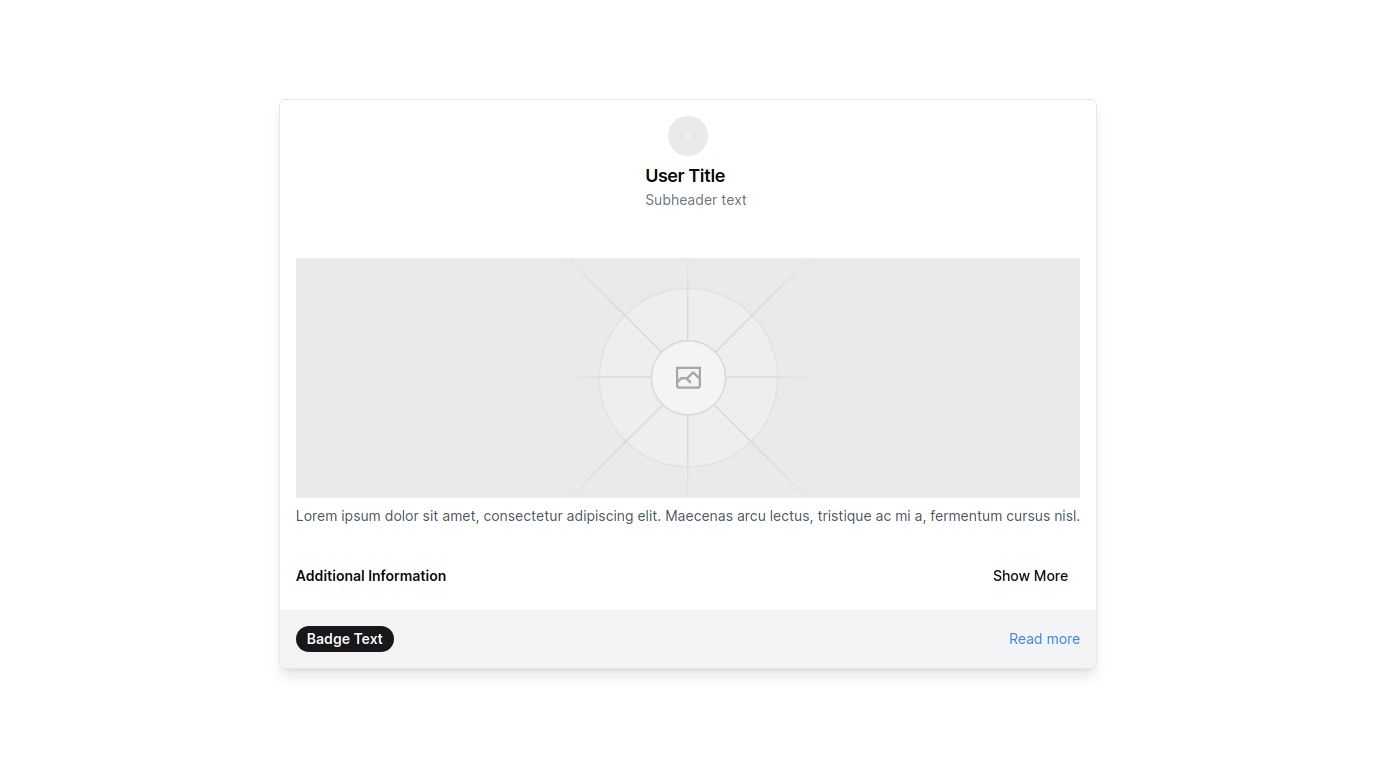 User Title
Subheader text
Lorem ipsum dolor sit amet, consectetur adipiscing elit. Maecenas arcu lectus, tristique ac mi a, fermentum cursus nisl.
Additional Information
Show More
Badge Text
Read more